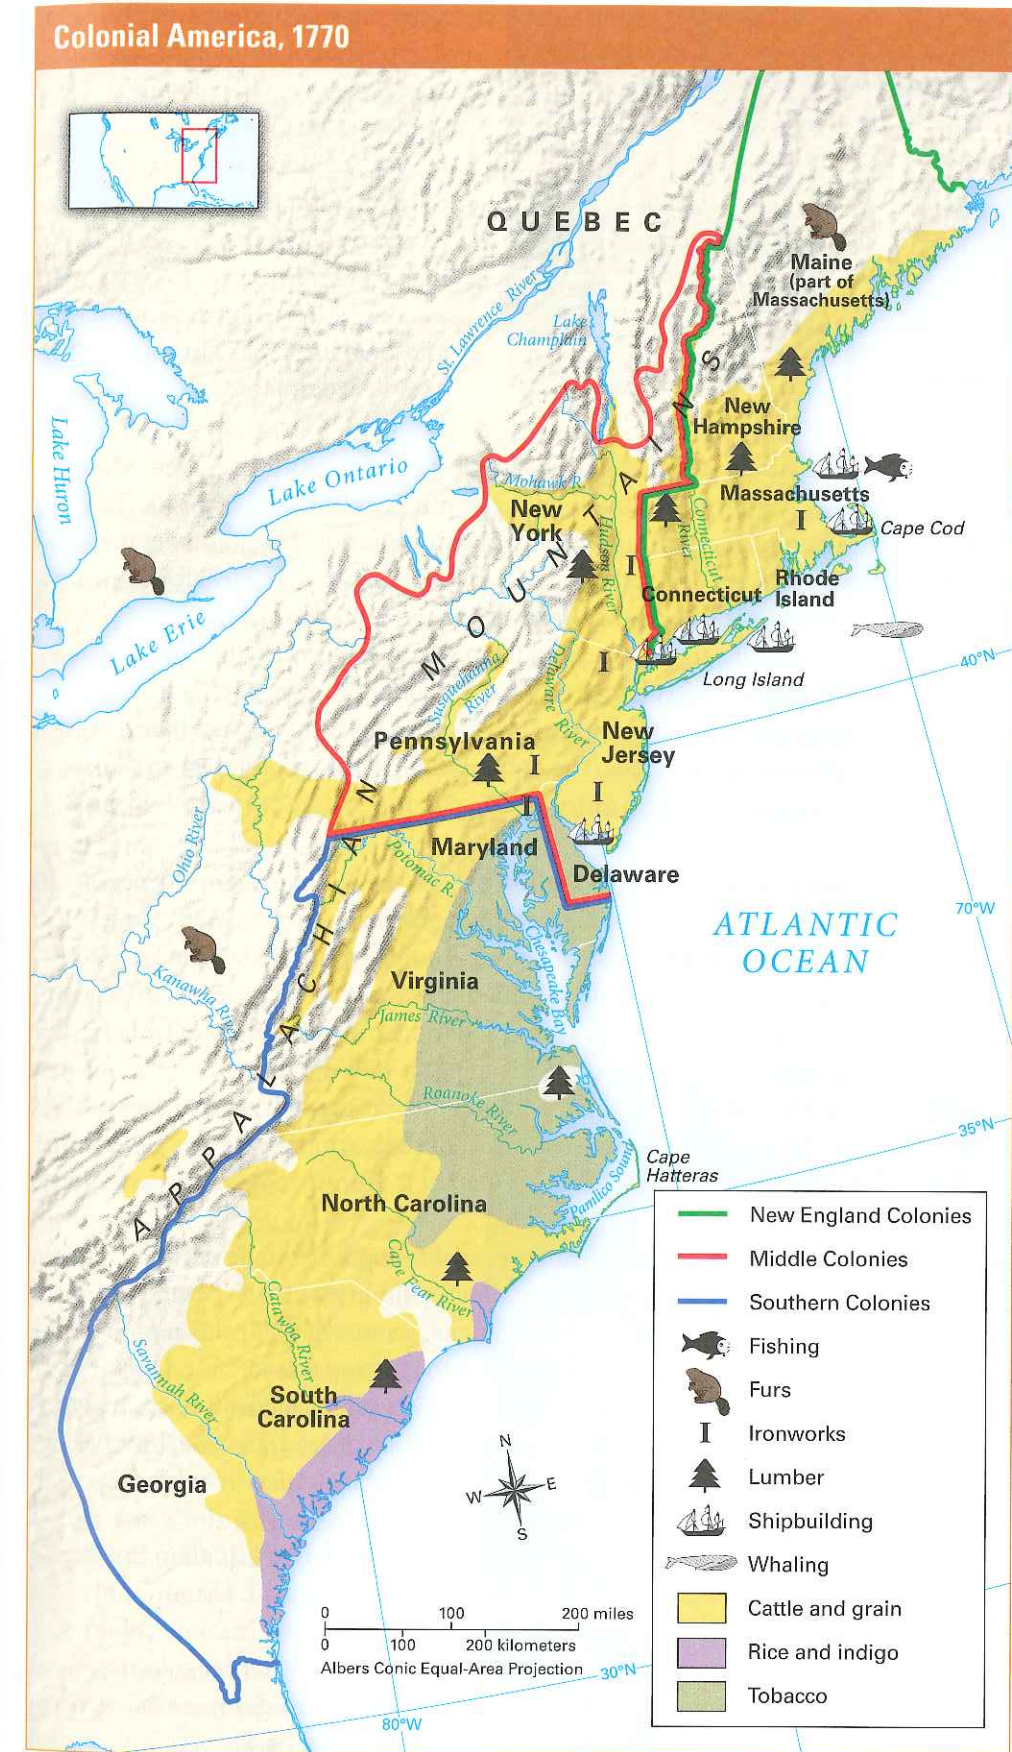 Colonial America, 1770
QUEBEC
Maine
(part of
Massachusetts)
St. Lawrence River
Lake
Champlain
Lake Huron
Lake Ontario
New
Hampshire
Mohawk R.
New
York
Massachusetts
Cape Cod
Hudson River
Connecticut
River
Connecticut
Rhode
Island
Lake Erie
40°N
Long Island
Susquehanna
River
Delaware River
Pennsylvania
New
Jersey
APPALACHIAN MOUNTAINS
Ohio River
Potomac R.
Maryland
Delaware
70°W
ATLANTIC
OCEAN
Chesapeake Bay
Kanawha River
Virginia
James River
Roanoke River
35°N
Cape
Hatteras
Pamlico Sound
North Carolina
Cape Fear River
Catawba River
Savannah River
South
Carolina
Georgia
N
W
E
S
0 100 200 miles
0 100 200 kilometers
Albers Conic Equal-Area Projection
30°N
80°W
New England Colonies
Middle Colonies
Southern Colonies
Fishing
Furs
I Ironworks
Lumber
Shipbuilding
Whaling
Cattle and grain
Rice and indigo
Tobacco